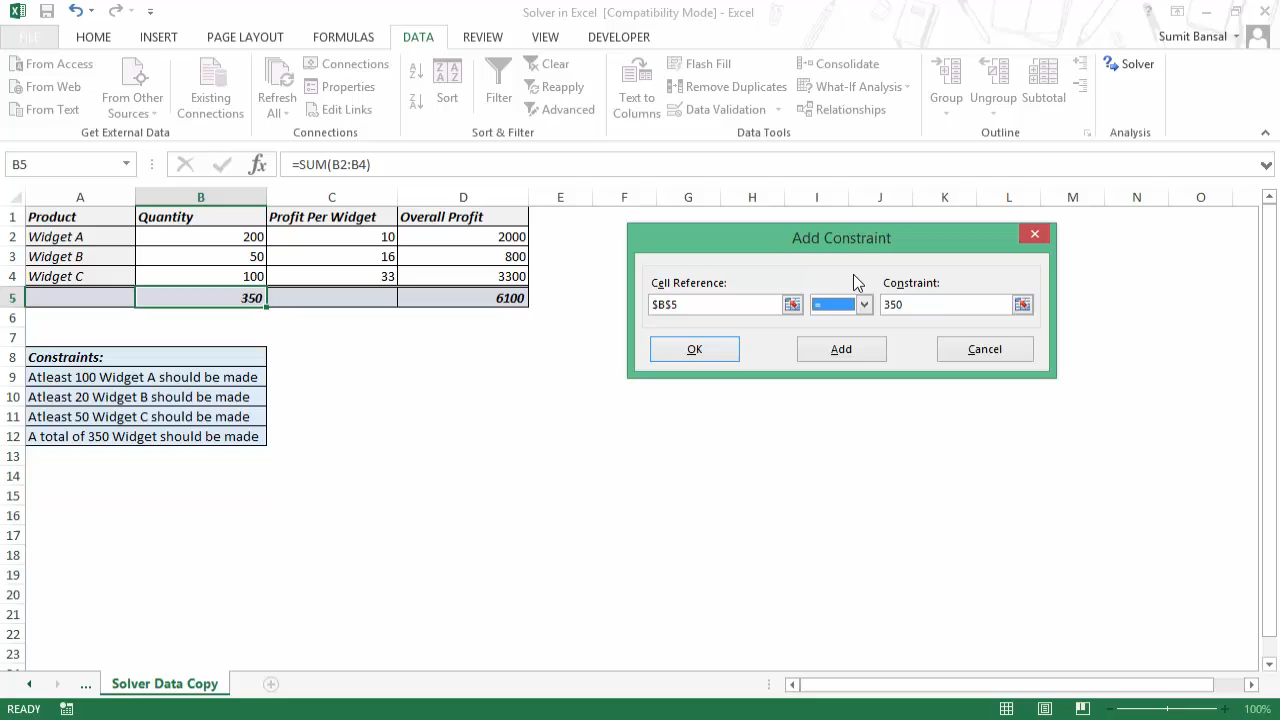 Solver in Excel [Compatibility Mode] - Excel
FILE HOME INSERT PAGE LAYOUT FORMULAS DATA REVIEW VIEW DEVELOPER Sumit Bansal
From Access
From Web
From Text
From Other Sources
Existing Connections
Get External Data
Refresh All
Connections
Properties
Edit Links
Connections
Sort
Filter
Clear
Reapply
Advanced
Sort & Filter
Text to Columns
Flash Fill
Remove Duplicates
Data Validation
Consolidate
What-If Analysis
Relationships
Data Tools
Group
Ungroup
Subtotal
Outline
Solver
Analysis
B5 fx =SUM(B2:B4)
A B C D E F G H I J K L M N O
1 Product Quantity Profit Per Widget Overall Profit
2 Widget A 200 10 2000
3 Widget B 50 16 800
4 Widget C 100 33 3300
5 350 6100
6
7
8 Constraints:
9 Atleast 100 Widget A should be made
10 Atleast 20 Widget B should be made
11 Atleast 50 Widget C should be made
12 A total of 350 Widget should be made
13
14
15
16
17
18
19
20
21
22
23
Add Constraint
Cell Reference: Constraint:
$B$5 = 350
OK Add Cancel
... Solver Data Copy
READY 100%